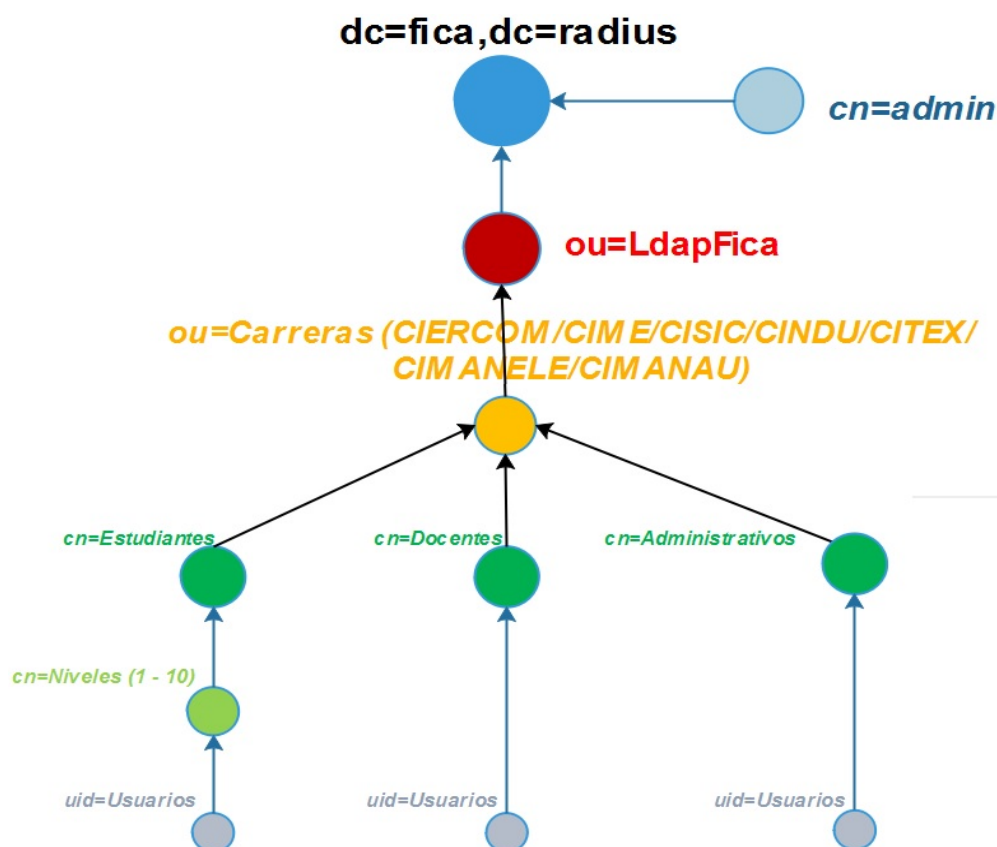 dc=fica,dc=radius
cn=admin
ou=LdapFica
ou=Carreras (CIERCOM/CIME/CISIC/CINDU/CITEX/
CIMANELE/CIMANAU)
cn=Estudiantes
cn=Docentes
cn=Administrativos
cn=Niveles (1 - 10)
uid=Usuarios
uid=Usuarios
uid=Usuarios